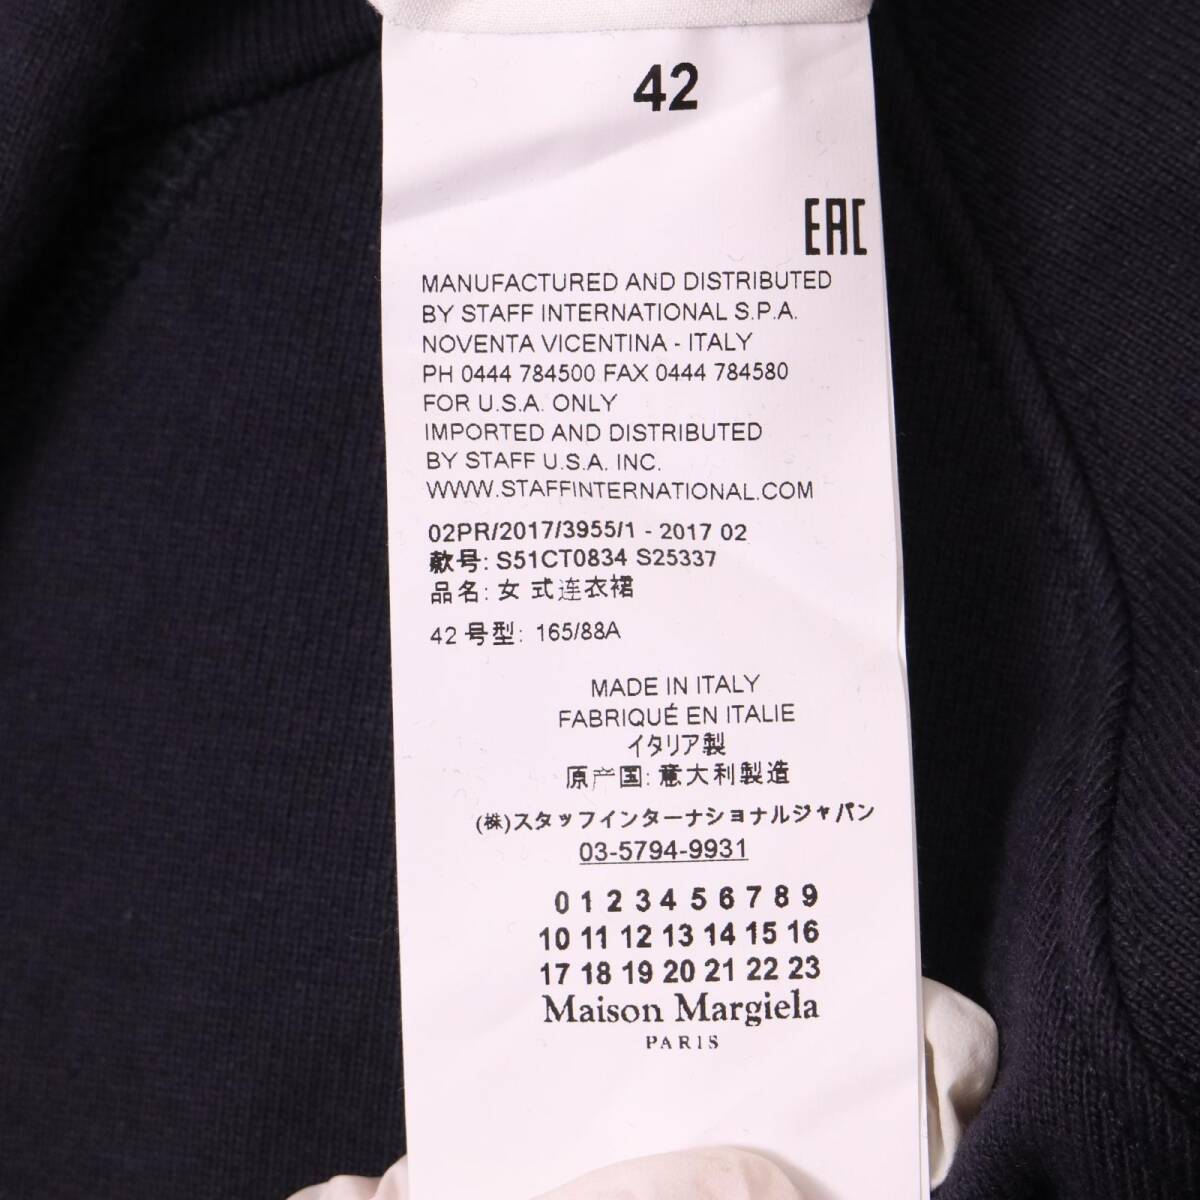 42
EAC
MANUFACTURED AND DISTRIBUTED
BY STAFF INTERNATIONAL S.P.A.
NOVENTA VICENTINA - ITALY
PH 0444 784500 FAX 0444 784580
FOR U.S.A. ONLY
IMPORTED AND DISTRIBUTED
BY STAFF U.S.A. INC.
WWW.STAFFINTERNATIONAL.COM
02PR/2017/3955/1 - 2017 02
款号: S51CT0834 S25337
品名: 女 式连衣裙
42 号型: 165/88A
MADE IN ITALY
FABRIQUÉ EN ITALIE
イタリア製
原产国: 意大利製造
(株)スタッフインターナショナルジャパン
03-5794-9931
0 1 2 3 4 5 6 7 8 9
10 11 12 13 14 15 16
17 18 19 20 21 22 23
Maison Margiela
PARIS